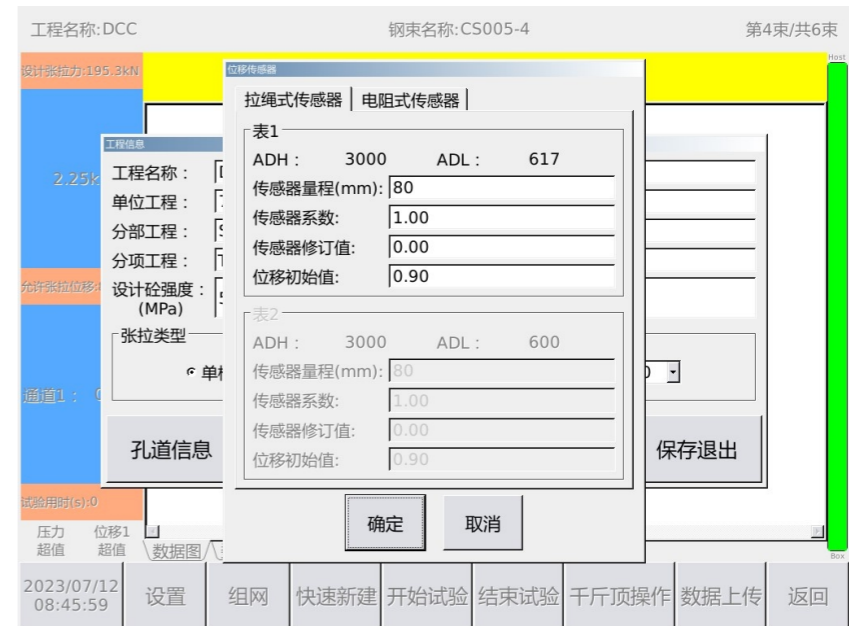 工程名称:DCC 钢束名称:CS005-4 第4束/共6束
设计张拉力:195.3kN
Host
位移传感器
拉绳式传感器 电阻式传感器
表1
ADH： 3000 ADL： 617
传感器量程(mm): 80
传感器系数: 1.00
传感器修订值: 0.00
位移初始值: 0.90
表2
ADH： 3000 ADL： 600
传感器量程(mm): 80
传感器系数: 1.00
传感器修订值: 0.00
位移初始值: 0.90
确定 取消
工程信息
工程名称：
单位工程：
分部工程：
分项工程：
设计砼强度：
(MPa)
张拉类型
孔道信息 保存退出
2.25k
允许张拉位移:
通道1：
试验用时(s):0
压力 位移1
超值 超值
数据图
Box
2023/07/12
08:45:59
设置 组网 快速新建 开始试验 结束试验 千斤顶操作 数据上传 返回